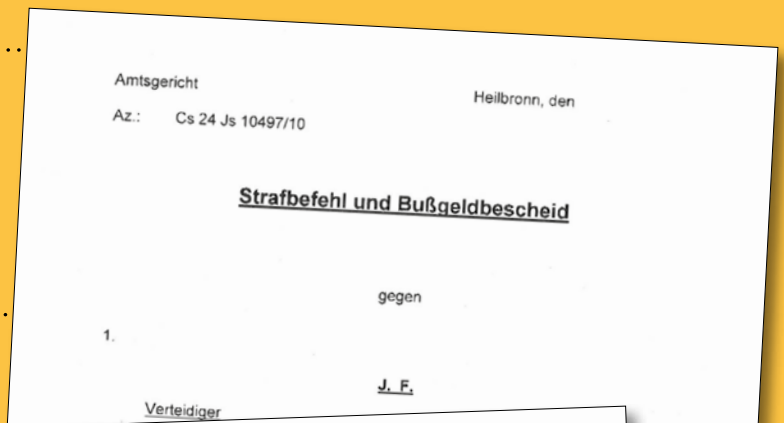 Amtsgericht
Heilbronn, den
Az.: Cs 24 Js 10497/10
Strafbefehl und Bußgeldbescheid
gegen
1.
J. F.
Verteidiger